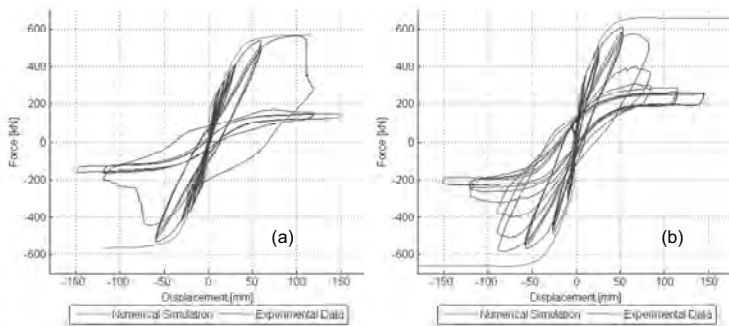 600
400
200
0
-200
-400
-600
Force [kN]
-150 -100 -50 0 50 100 150
Displacement [mm]
(a)
Numerical Simulation Experimental Data
600
400
200
0
-200
-400
-600
Force [kN]
-150 -100 -50 0 50 100 150
Displacement [mm]
(b)
Numerical Simulation Experimental Data